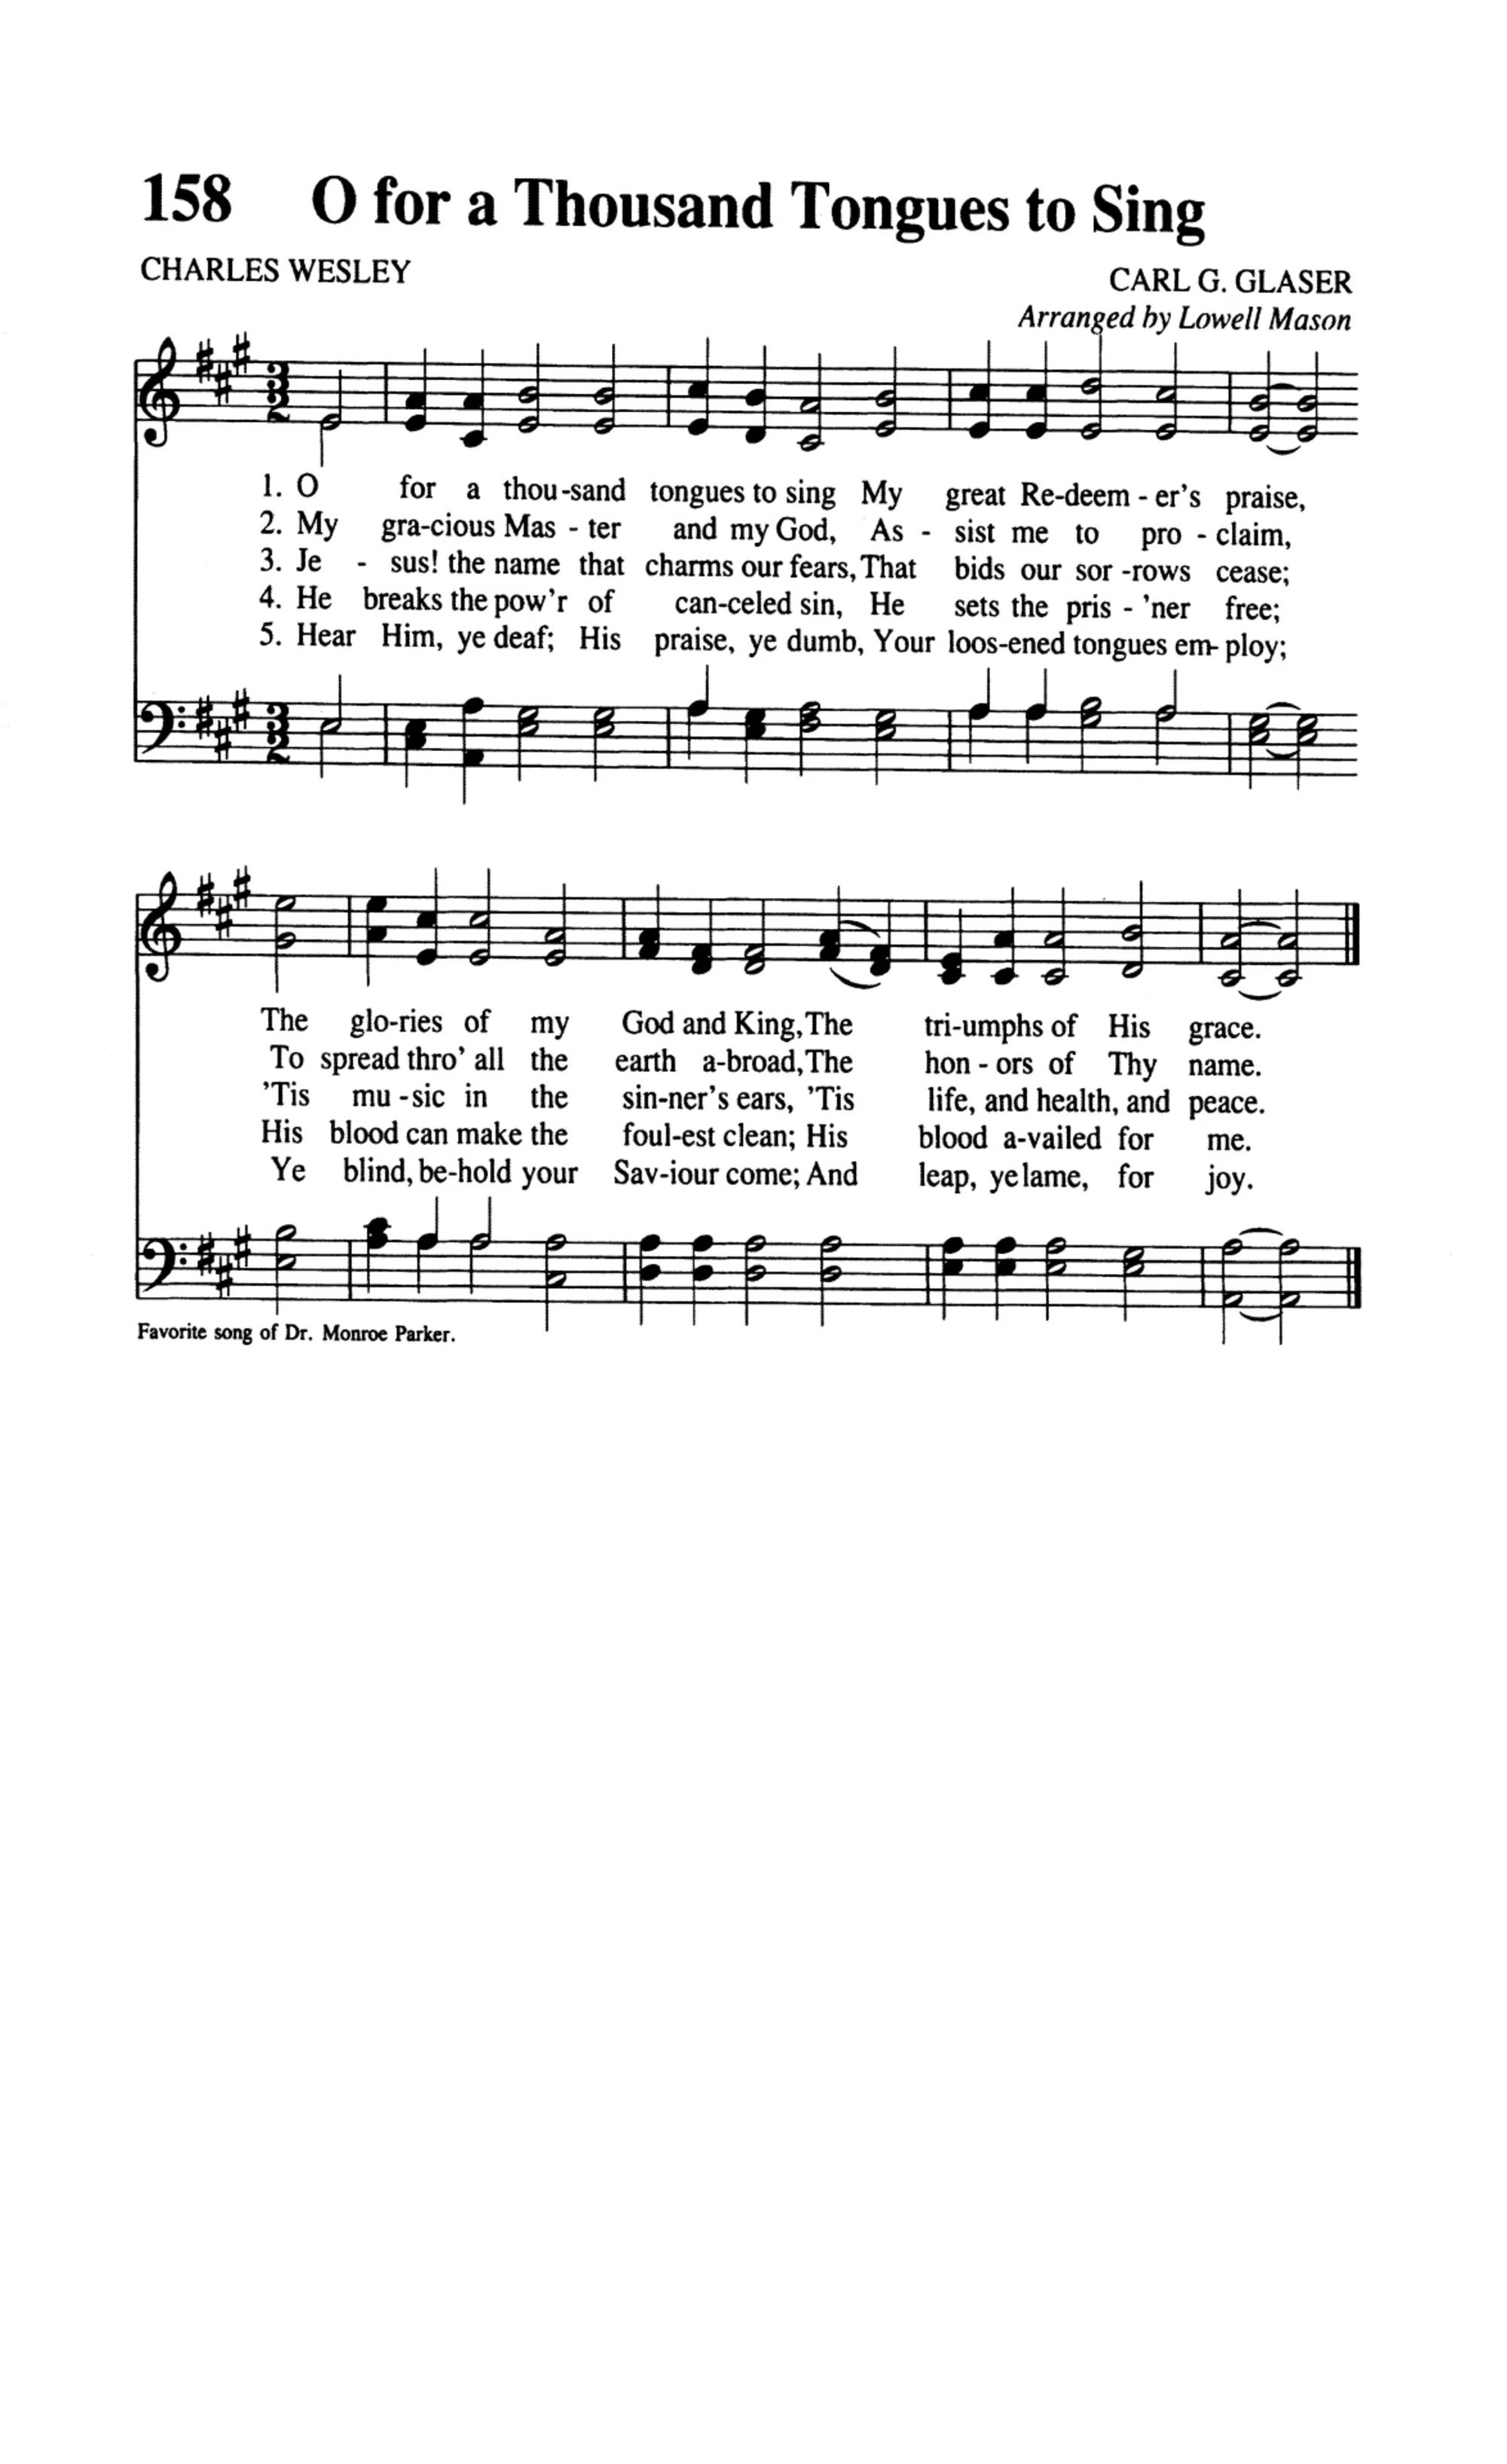 158 O for a Thousand Tongues to Sing
CHARLES WESLEY
CARL G. GLASER
Arranged by Lowell Mason
1. O for a thou-sand tongues to sing My great Re-deem - er's praise,
2. My gra-cious Mas - ter and my God, As - sist me to pro - claim,
3. Je - sus! the name that charms our fears, That bids our sor -rows cease;
4. He breaks the pow'r of can-celed sin, He sets the pris - 'ner free;
5. Hear Him, ye deaf; His praise, ye dumb, Your loos-ened tongues em- ploy;
The glo-ries of my God and King, The tri-umphs of His grace.
To spread thro' all the earth a-broad, The hon - ors of Thy name.
'Tis mu -sic in the sin-ner's ears, 'Tis life, and health, and peace.
His blood can make the foul-est clean; His blood a-vailed for me.
Ye blind, be-hold your Sav-iour come; And leap, ye lame, for joy.
Favorite song of Dr. Monroe Parker.